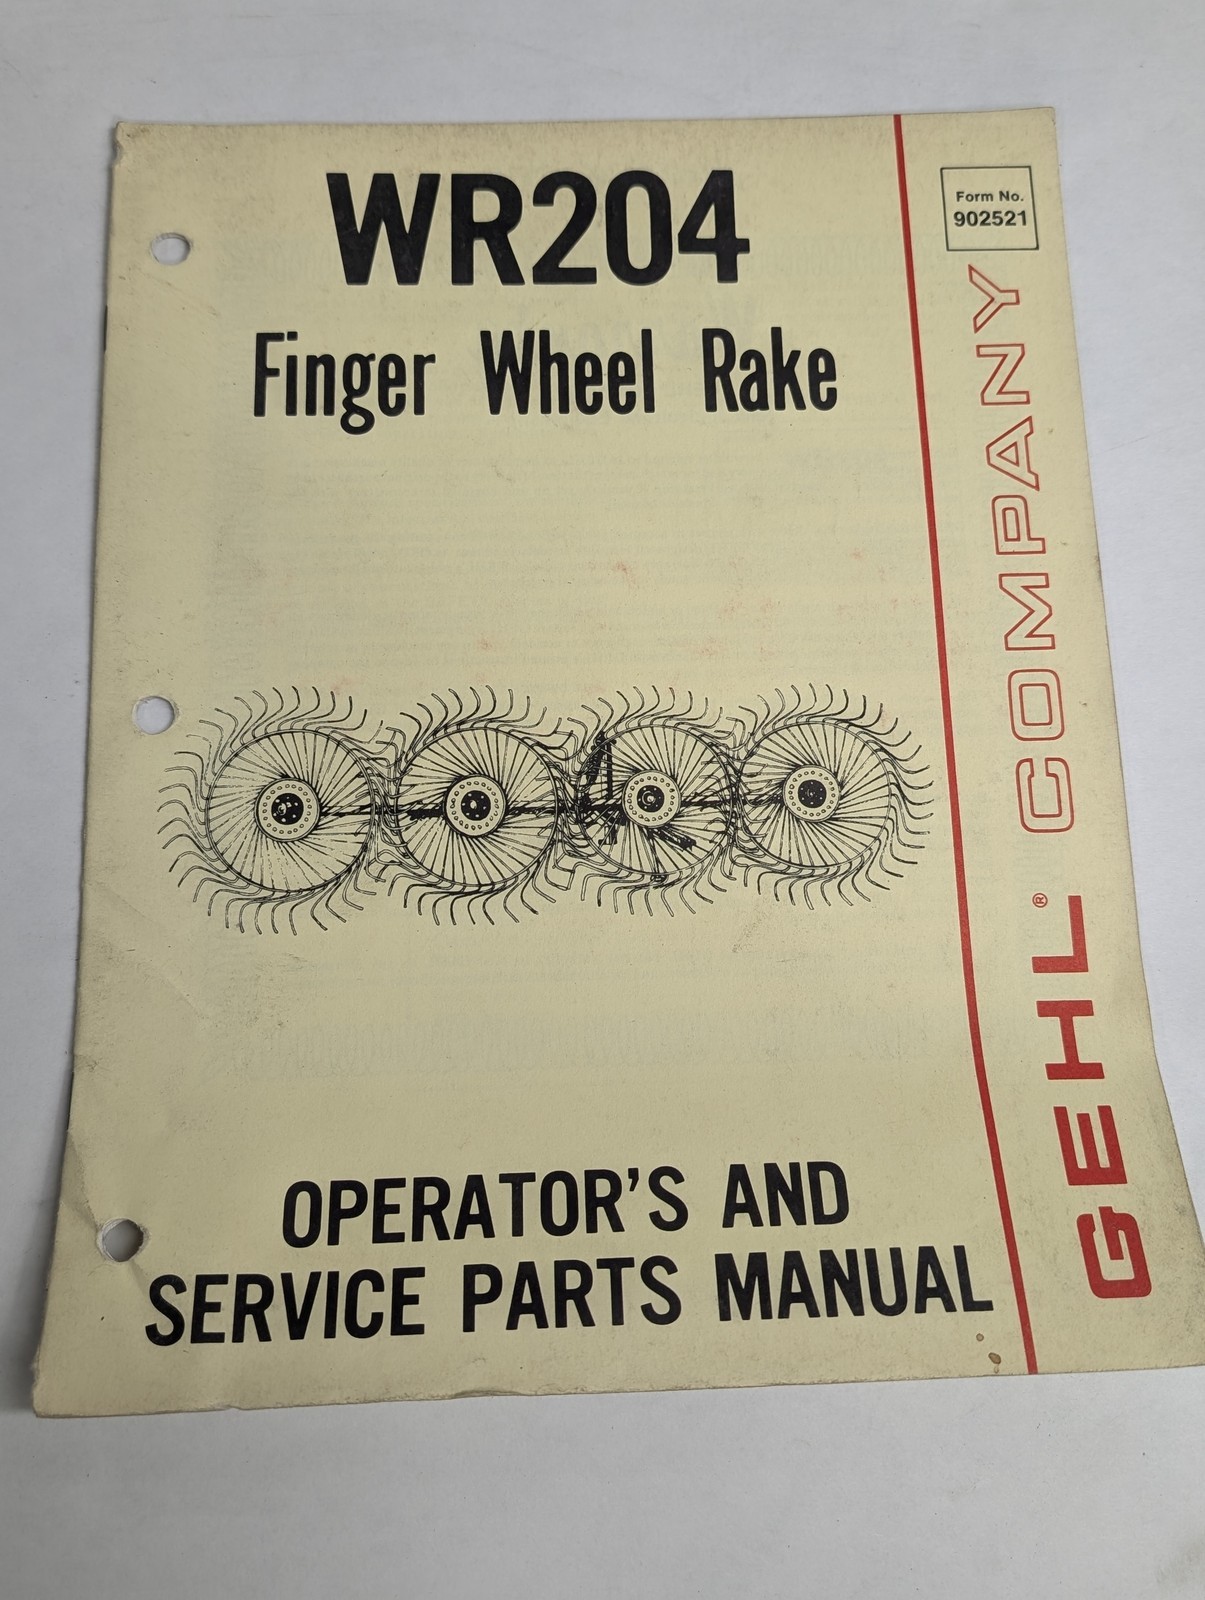 WR204
Finger Wheel Rake
Form No.
902521
GEHL® COMPANY
OPERATOR'S AND
SERVICE PARTS MANUAL